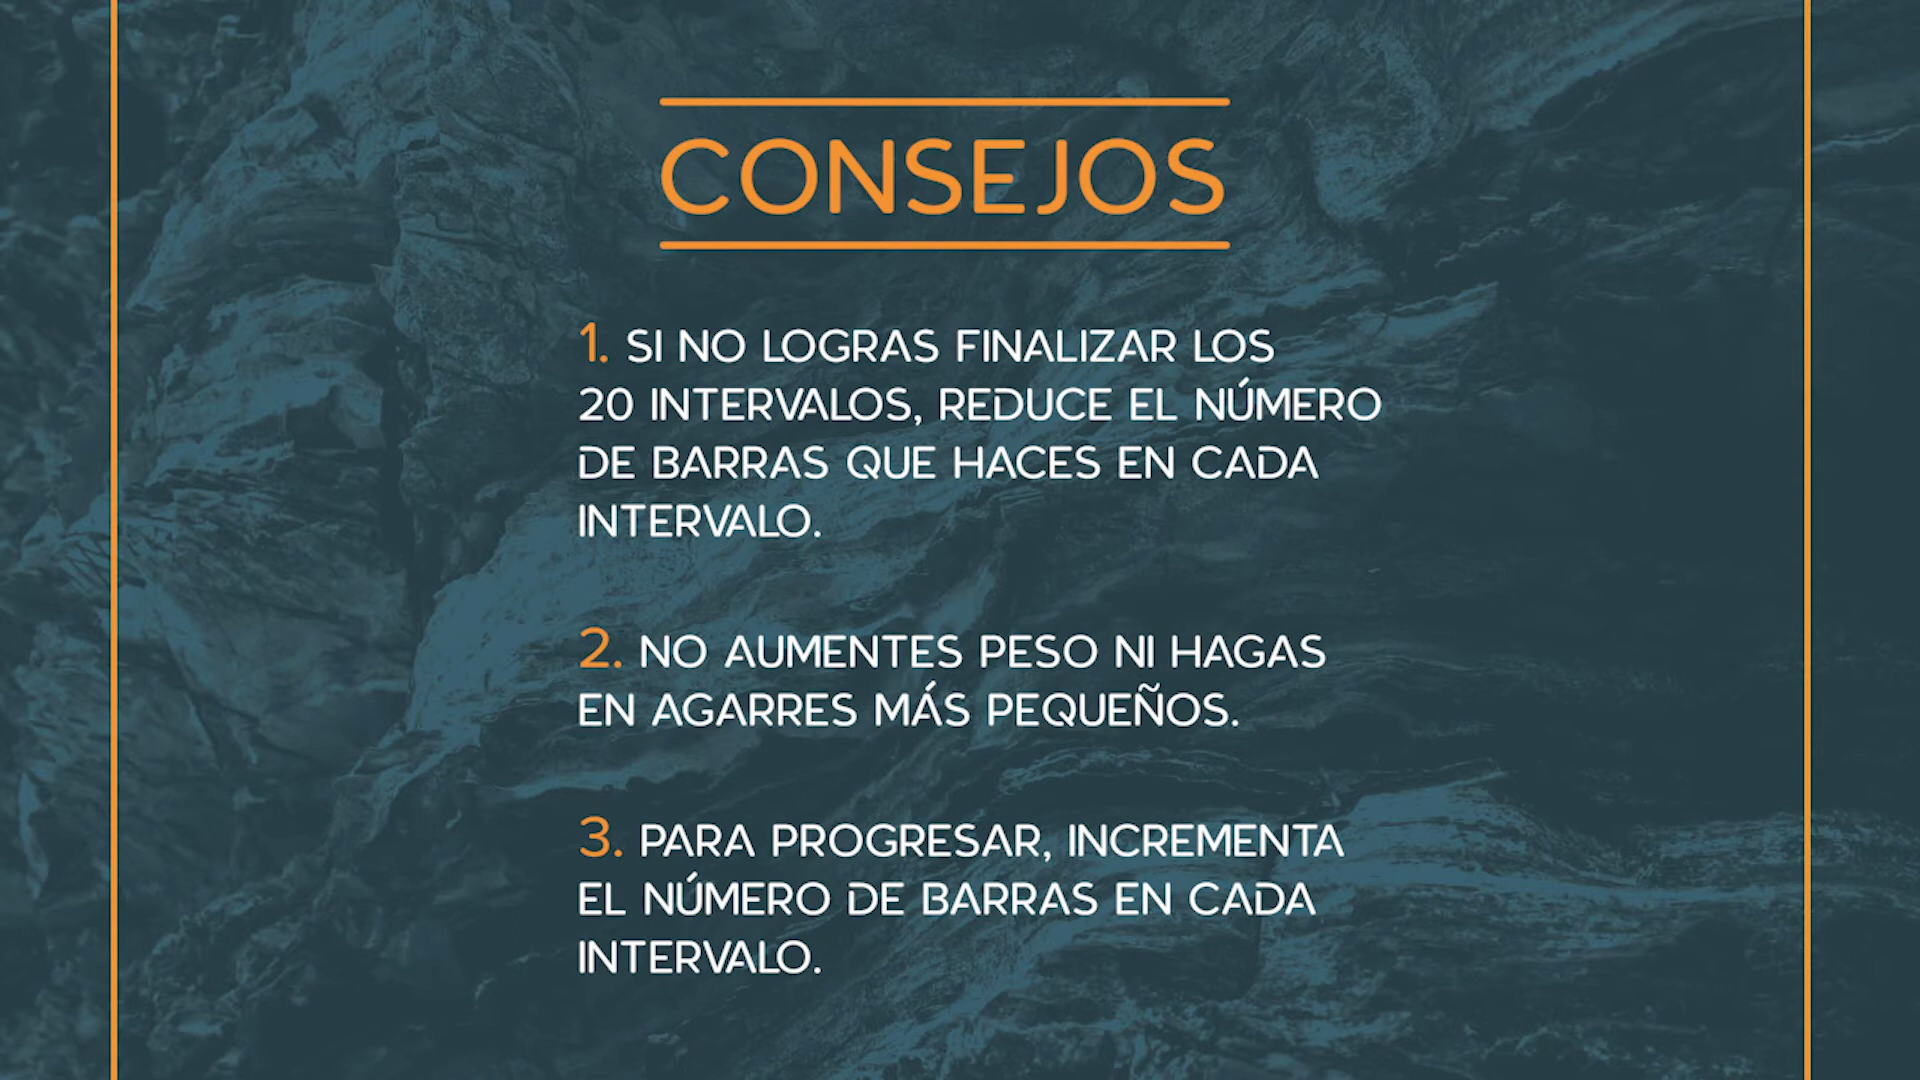 CONSEJOS
1. SI NO LOGRAS FINALIZAR LOS
20 INTERVALOS, REDUCE EL NÚMERO
DE BARRAS QUE HACES EN CADA
INTERVALO.
2. NO AUMENTES PESO NI HAGAS
EN AGARRES MÁS PEQUEÑOS.
3. PARA PROGRESAR, INCREMENTA
EL NÚMERO DE BARRAS EN CADA
INTERVALO.